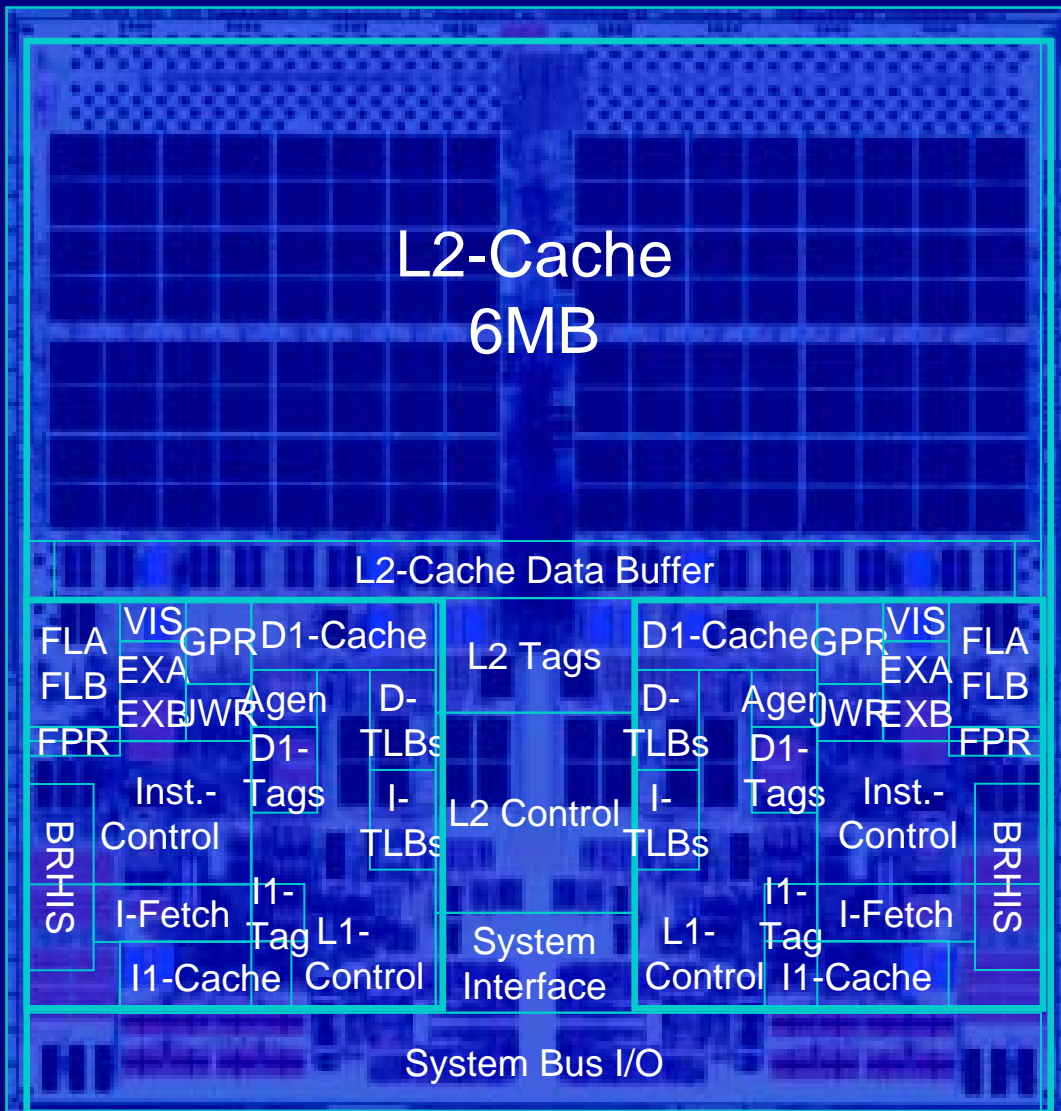 L2-Cache
6MB
L2-Cache Data Buffer
FLA
FLB
FPR
VIS
EXA
EXB
GPR
JWR
D1-Cache
Agen
D1-
Tags
D-
TLBs
I-
TLBs
Inst.-
Control
BRHIS
I-Fetch
I1-
Tag
I1-Cache
L1-
Control
L2 Tags
L2 Control
System
Interface
D1-Cache
D-
TLBs
I-
TLBs
Agen
D1-
Tags
GPR
JWR
VIS
EXA
EXB
FLA
FLB
FPR
Inst.-
Control
BRHIS
I1-
Tag
I-Fetch
L1-
Control
I1-Cache
System Bus I/O